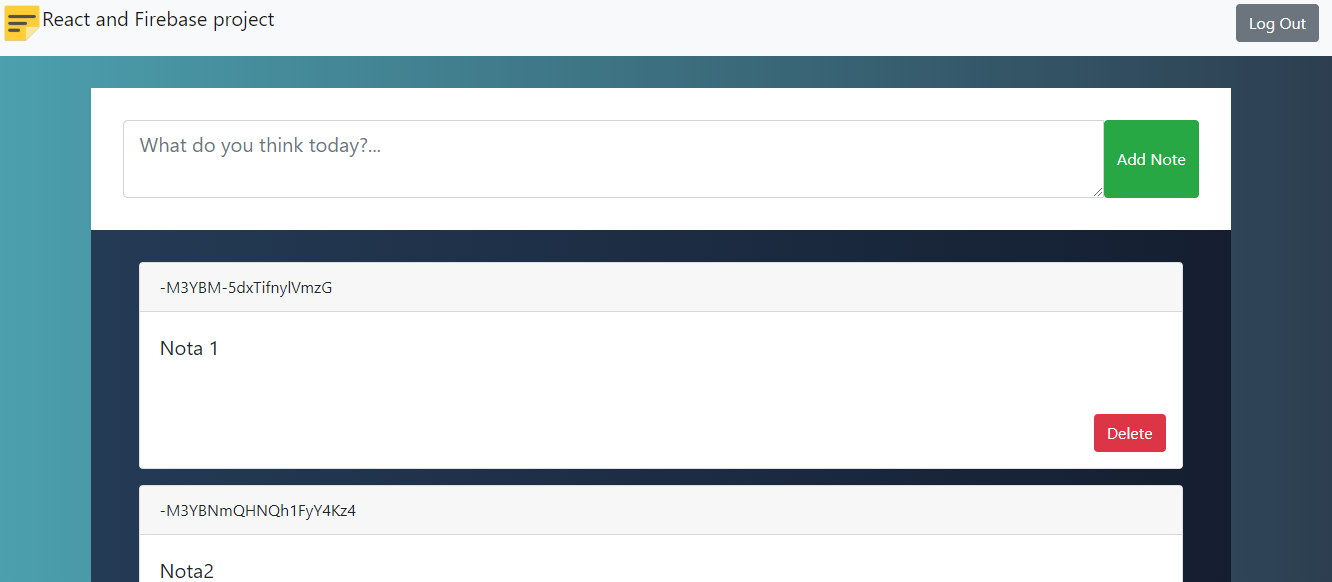 React and Firebase project
Log Out
What do you think today?...
Add Note
-M3YBM-5dxTifnylVmzG
Nota 1
Delete
-M3YBNmQHNQh1FyY4Kz4
Nota2